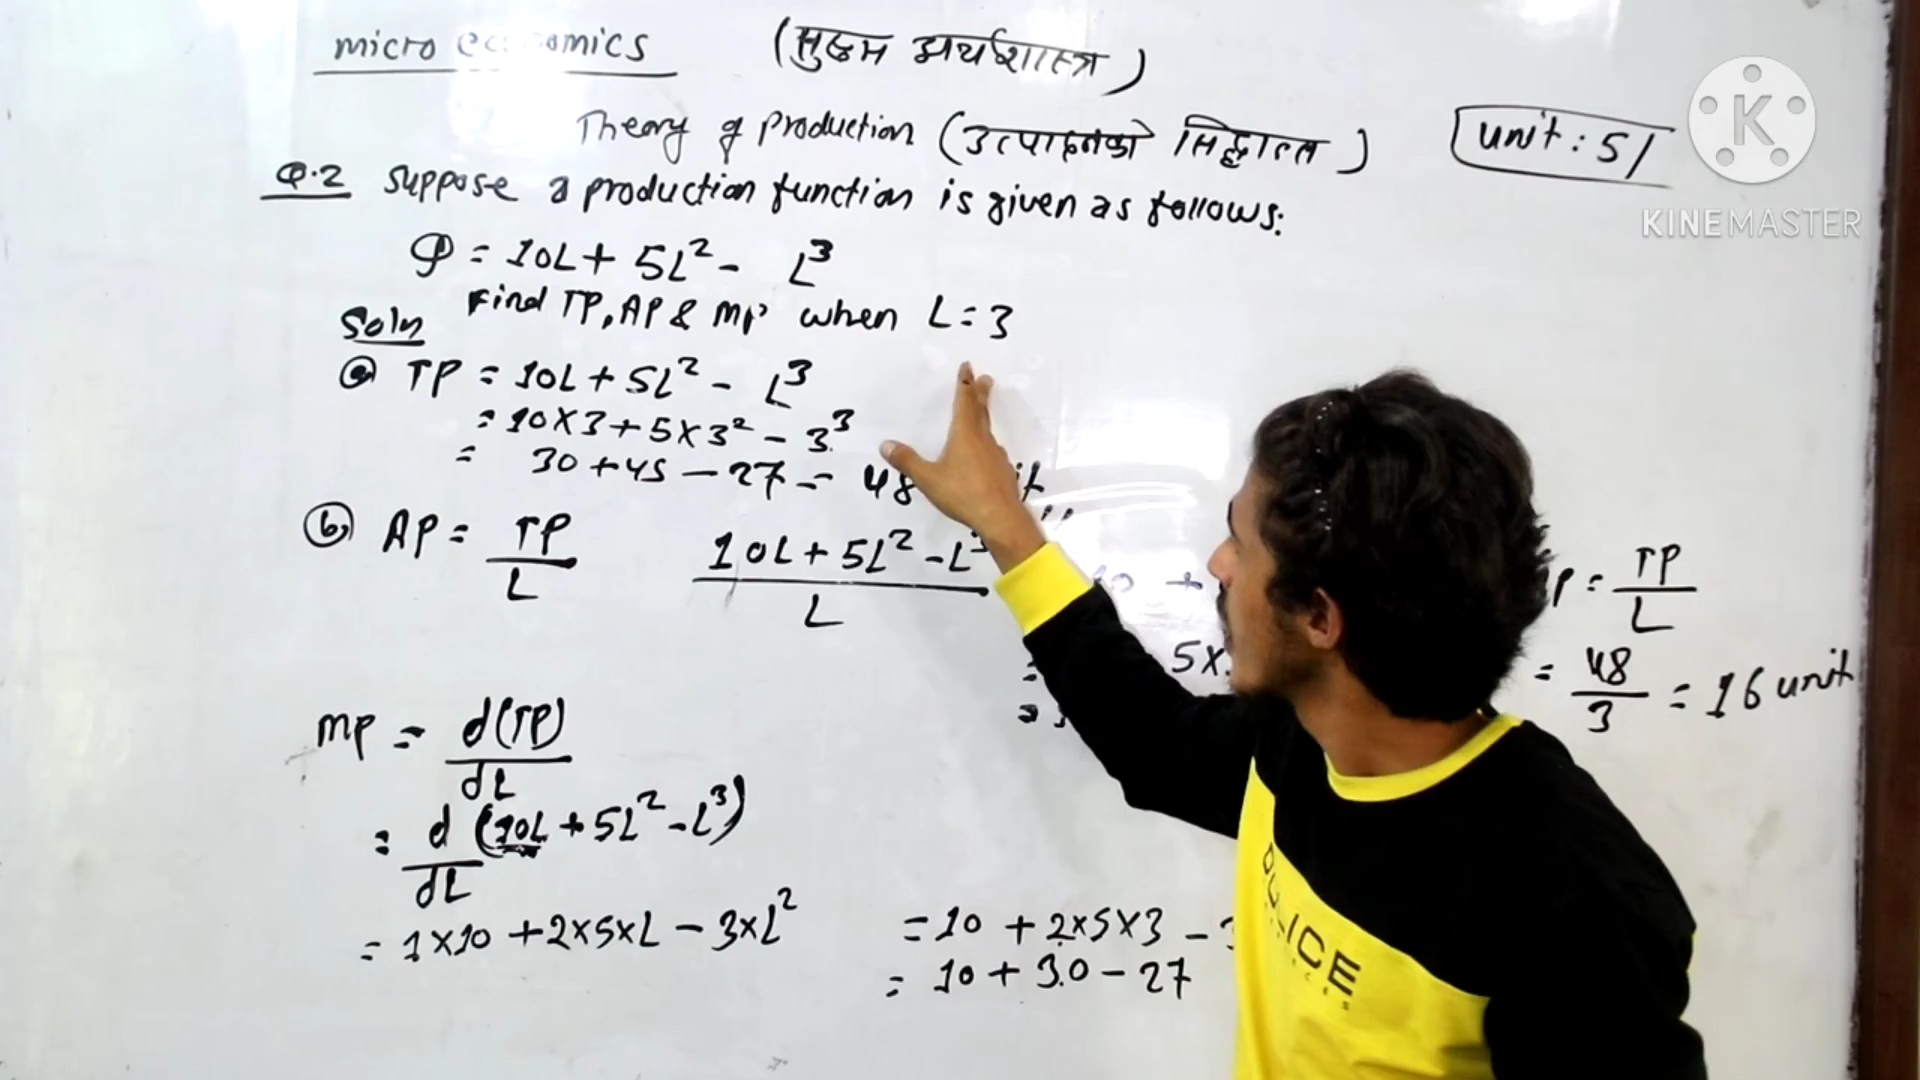 micro economics (सुक्ष्म अर्थशास्त्र)
Theory of production (उत्पादनको सिद्धान्त) unit: 5/
KINEMASTER
Q.2 suppose a production function is given as follows:
Q = 10L + 5L² - L³
Find TP, AP & MP when L = 3
Soln
(a) TP = 10L + 5L² - L³
= 10×3 + 5×3² - 3³
= 30 + 45 - 27 = 48
(b) AP = TP/L 10L + 5L² - L³/L
P = TP/L
5×
= 48/3 = 16 unit
MP = d(TP)/dL
= d/dL (10L + 5L² - L³)
= 1×10 + 2×5×L - 3×L² = 10 + 2×5×3 -
= 10 + 30 - 27
POLICE